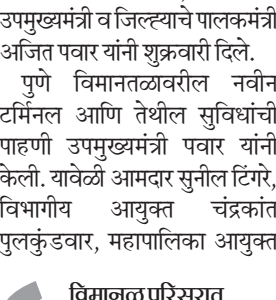 उपमुख्यमंत्री व जिल्ह्याचे पालकमंत्री
अजित पवार यांनी शुक्रवारी दिले.
पुणे विमानतळावरील नवीन
टर्मिनल आणि तेथील सुविधांची
पाहणी उपमुख्यमंत्री पवार यांनी
केली. यावेळी आमदार सुनील टिंगरे,
विभागीय आयुक्त चंद्रकांत
पुलकुंडवार, महापालिका आयुक्त
विमानळ परिसरात